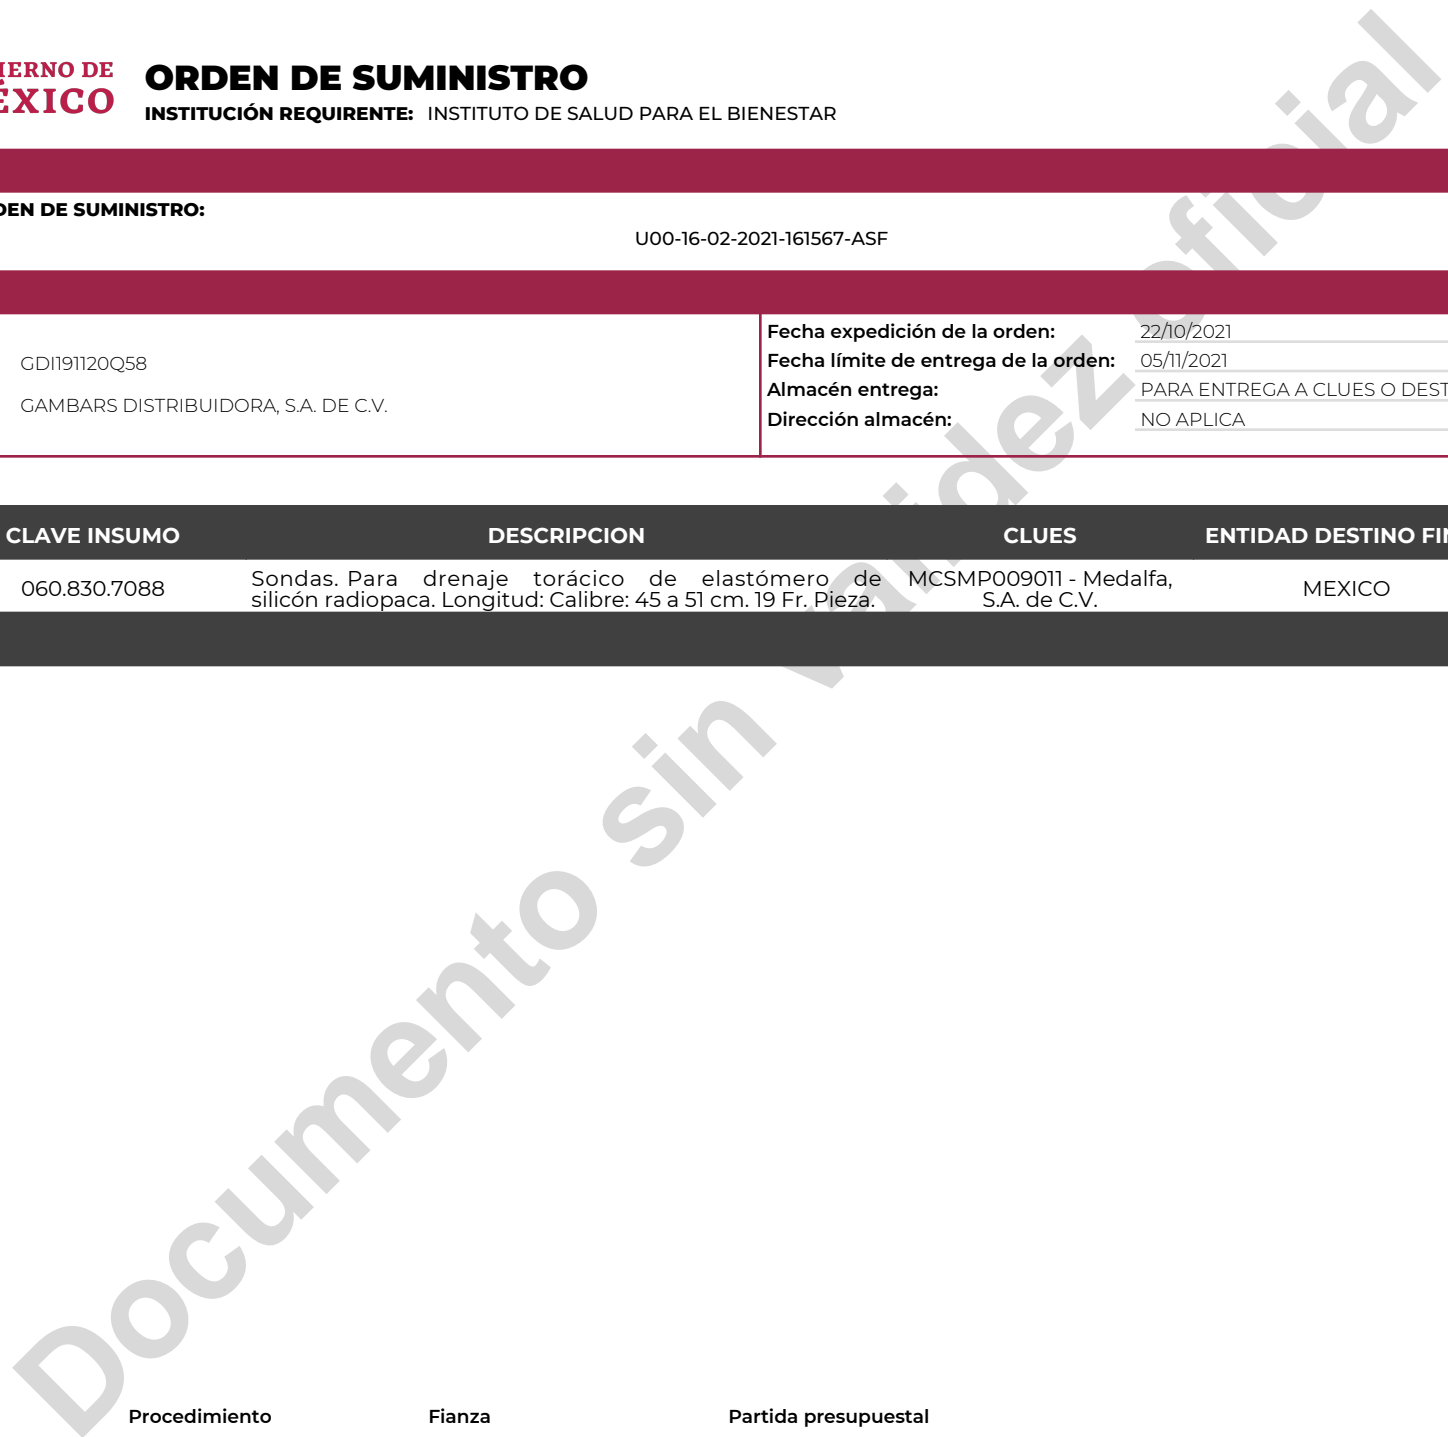 IERNO DE
ÉXICO
ORDEN DE SUMINISTRO
INSTITUCIÓN REQUIRENTE: INSTITUTO DE SALUD PARA EL BIENESTAR
DEN DE SUMINISTRO:
U00-16-02-2021-161567-ASF
GDI191120Q58
GAMBARS DISTRIBUIDORA, S.A. DE C.V.
Fecha expedición de la orden: 22/10/2021
Fecha límite de entrega de la orden: 05/11/2021
Almacén entrega: PARA ENTREGA A CLUES O DEST
Dirección almacén: NO APLICA
CLAVE INSUMO DESCRIPCION CLUES ENTIDAD DESTINO FIN
060.830.7088 Sondas. Para drenaje torácico de elastómero de silicón radiopaca. Longitud: Calibre: 45 a 51 cm. 19 Fr. Pieza. MCSMP009011 - Medalfa, S.A. de C.V. MEXICO
Documento sin validez oficial
Procedimiento Fianza Partida presupuestal